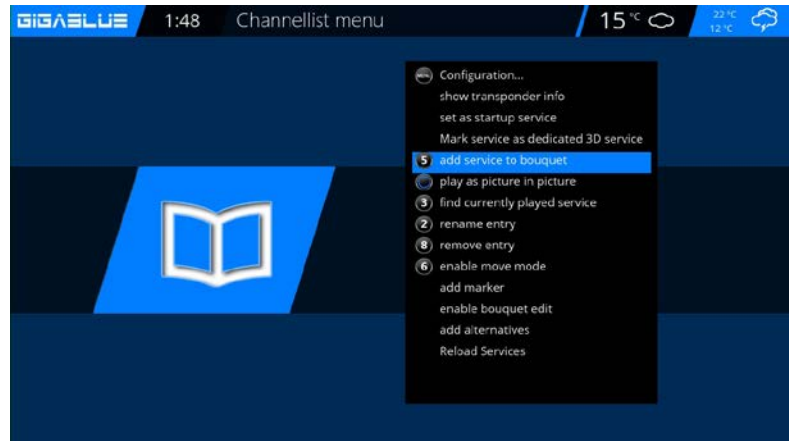 GIGABLUE
1:48
Channellist menu
15 °C
22 °C
12 °C
MENU Configuration...
show transponder info
set as startup service
Mark service as dedicated 3D service
5 add service to bouquet
play as picture in picture
3 find currently played service
2 rename entry
8 remove entry
6 enable move mode
add marker
enable bouquet edit
add alternatives
Reload Services